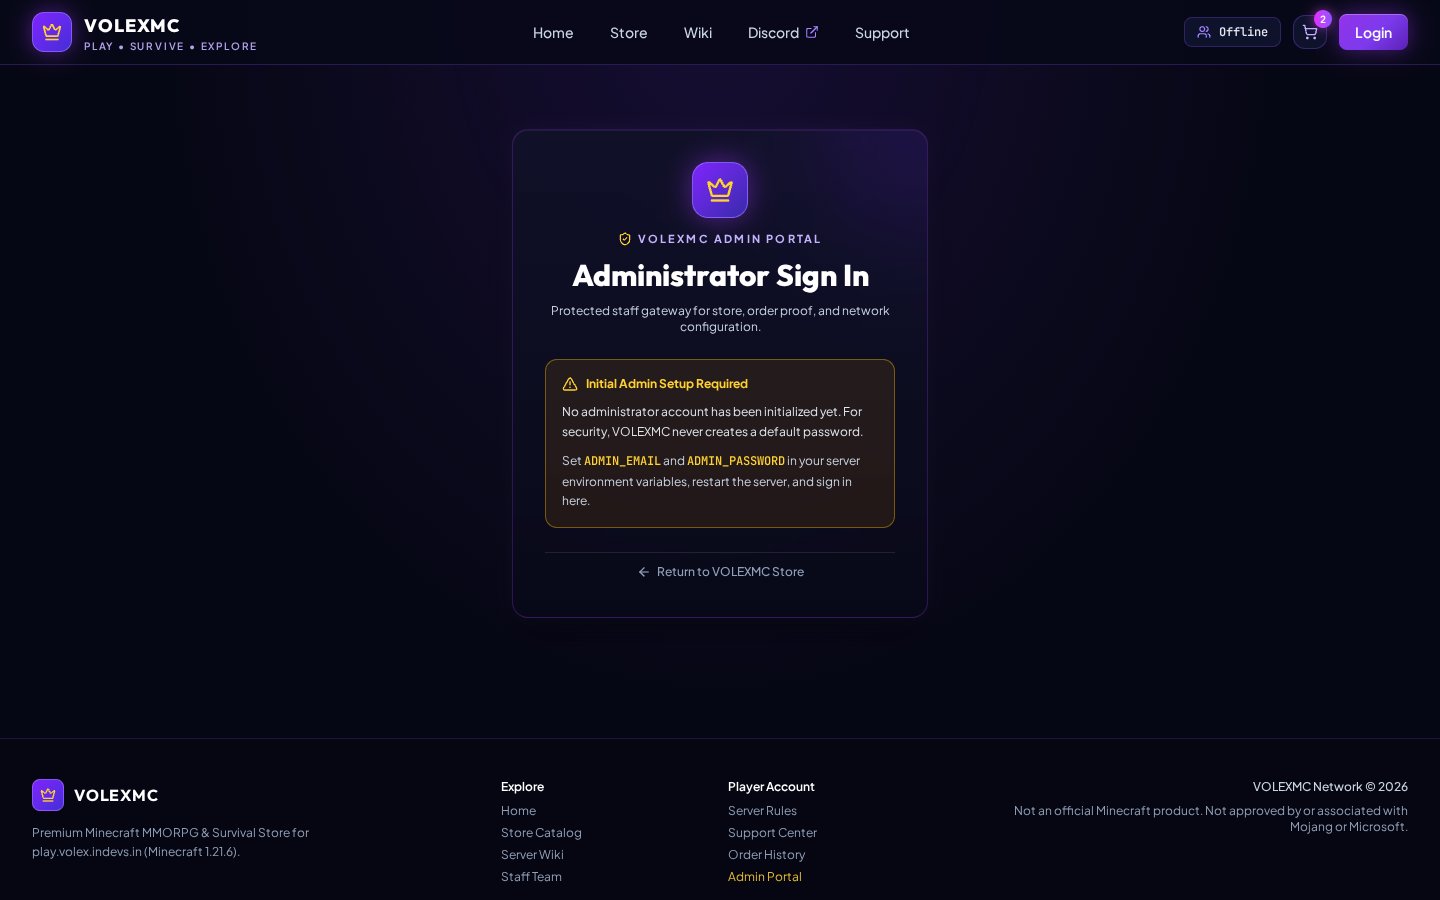 VOLEXMC
PLAY • SURVIVE • EXPLORE
Home
Store
Wiki
Discord
Support
Offline
2
Login
VOLEXMC ADMIN PORTAL
Administrator Sign In
Protected staff gateway for store, order proof, and network
configuration.
Initial Admin Setup Required
No administrator account has been initialized yet. For
security, VOLEXMC never creates a default password.
Set ADMIN_EMAIL and ADMIN_PASSWORD in your server
environment variables, restart the server, and sign in
here.
Return to VOLEXMC Store
VOLEXMC
Premium Minecraft MMORPG & Survival Store for
play.volex.indevs.in (Minecraft 1.21.6).
Explore
Home
Store Catalog
Server Wiki
Staff Team
Player Account
Server Rules
Support Center
Order History
Admin Portal
VOLEXMC Network © 2026
Not an official Minecraft product. Not approved by or associated with
Mojang or Microsoft.